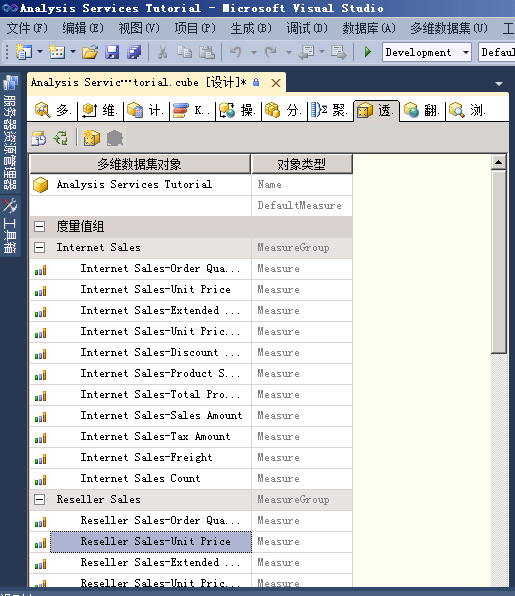 Analysis Services Tutorial - Microsoft Visual Studio
文件(F) 编辑(E) 视图(V) 项目(P) 生成(B) 调试(D) 数据库(A) 多维数据集(U) 工
Development Defaul
Analysis Servic…torial.cube [设计]*
多. 维. 计. K.. 操. 分. 聚. 透. 翻. 浏.
服务器资源管理器
工具箱
多维数据集对象 对象类型
Analysis Services Tutorial Name
DefaultMeasure
度量值组
Internet Sales MeasureGroup
Internet Sales-Order Qua... Measure
Internet Sales-Unit Price Measure
Internet Sales-Extended ... Measure
Internet Sales-Unit Pric... Measure
Internet Sales-Discount ... Measure
Internet Sales-Product S... Measure
Internet Sales-Total Pro... Measure
Internet Sales-Sales Amount Measure
Internet Sales-Tax Amount Measure
Internet Sales-Freight Measure
Internet Sales Count Measure
Reseller Sales MeasureGroup
Reseller Sales-Order Qua... Measure
Reseller Sales-Unit Price Measure
Reseller Sales-Extended ... Measure
Reseller Sales-Unit Pric... Measure